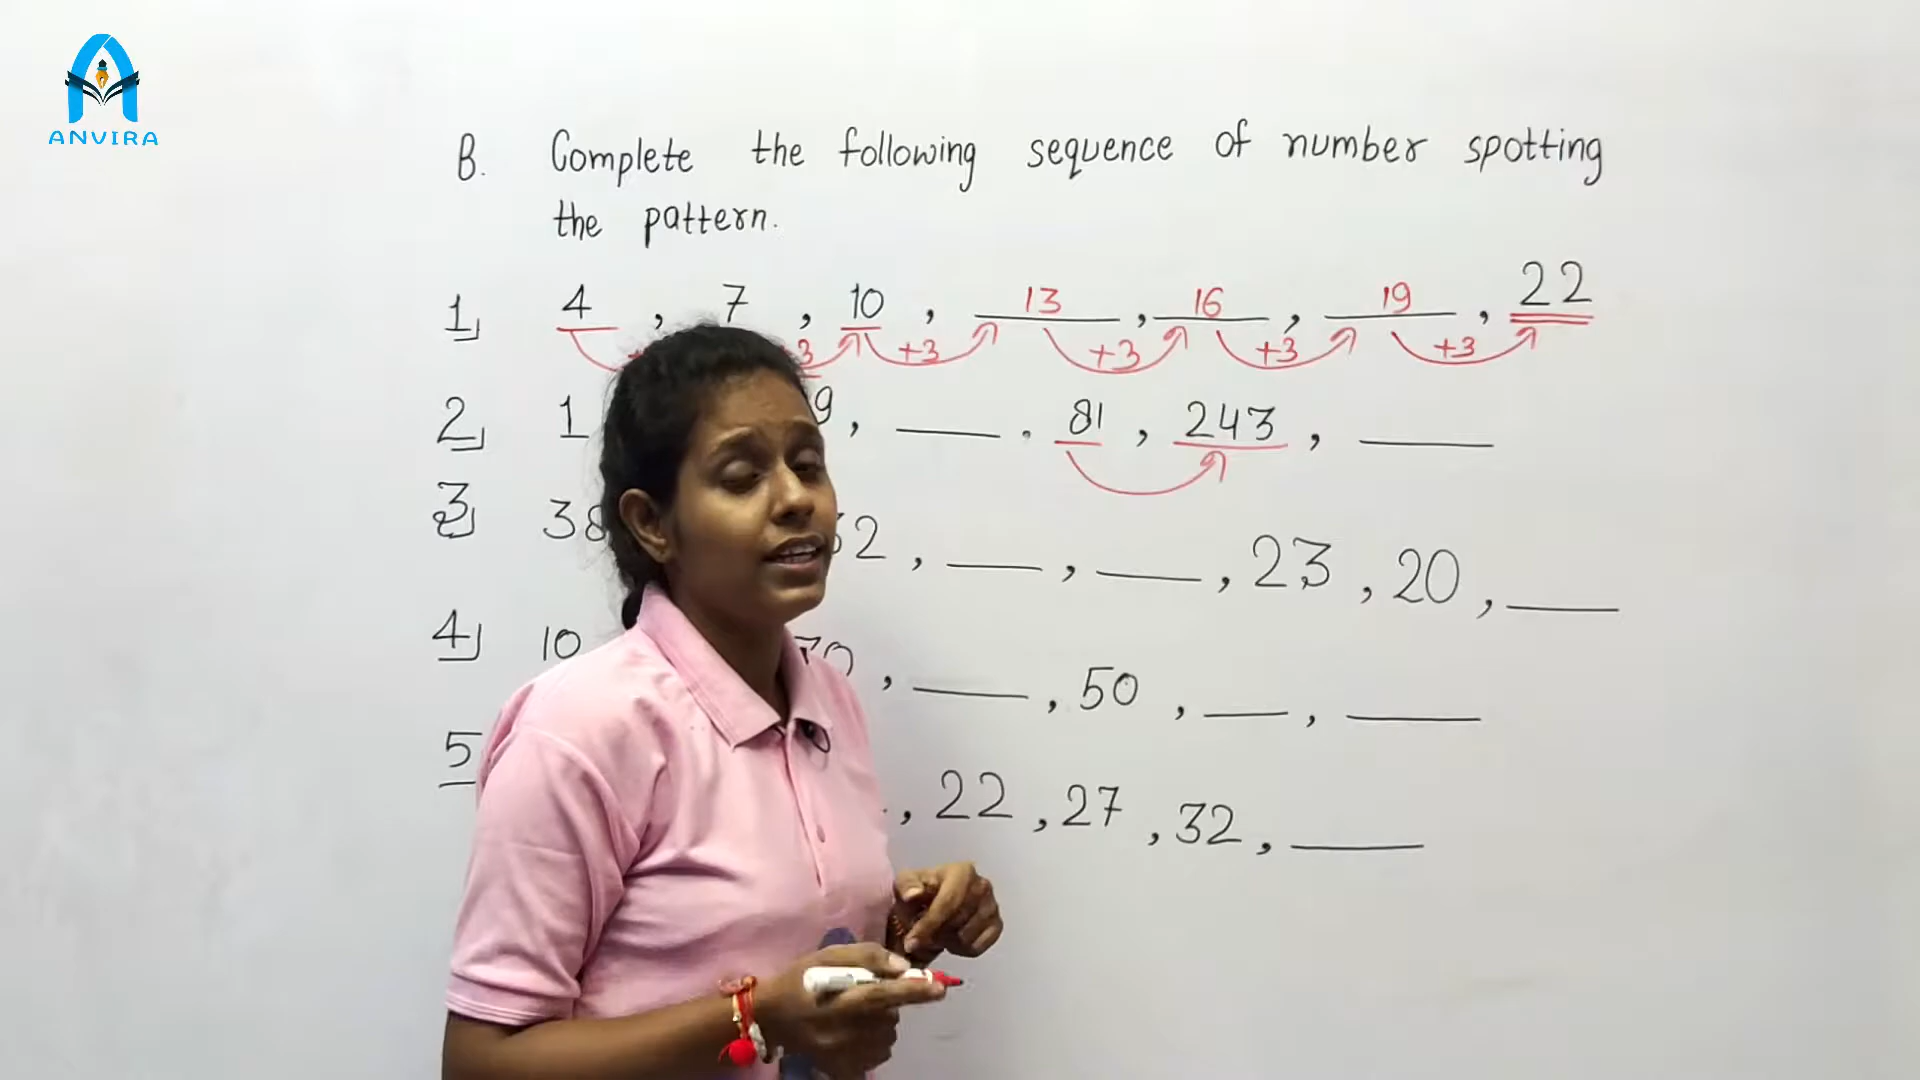 ANVIRA
B. Complete the following sequence of number spotting
the pattern.
1) 4 , 7 , 10 , 13 , 16 , 19 , 22
+3 +3 +3 +3 +3
2) 1 9 , ___ . 81 , 243 , ___
3) 38 32 , ___ , ___ , 23 , 20 , ___
4) 10 70 , ___ , 50 , ___ , ___
5 , 22 , 27 , 32 , ___